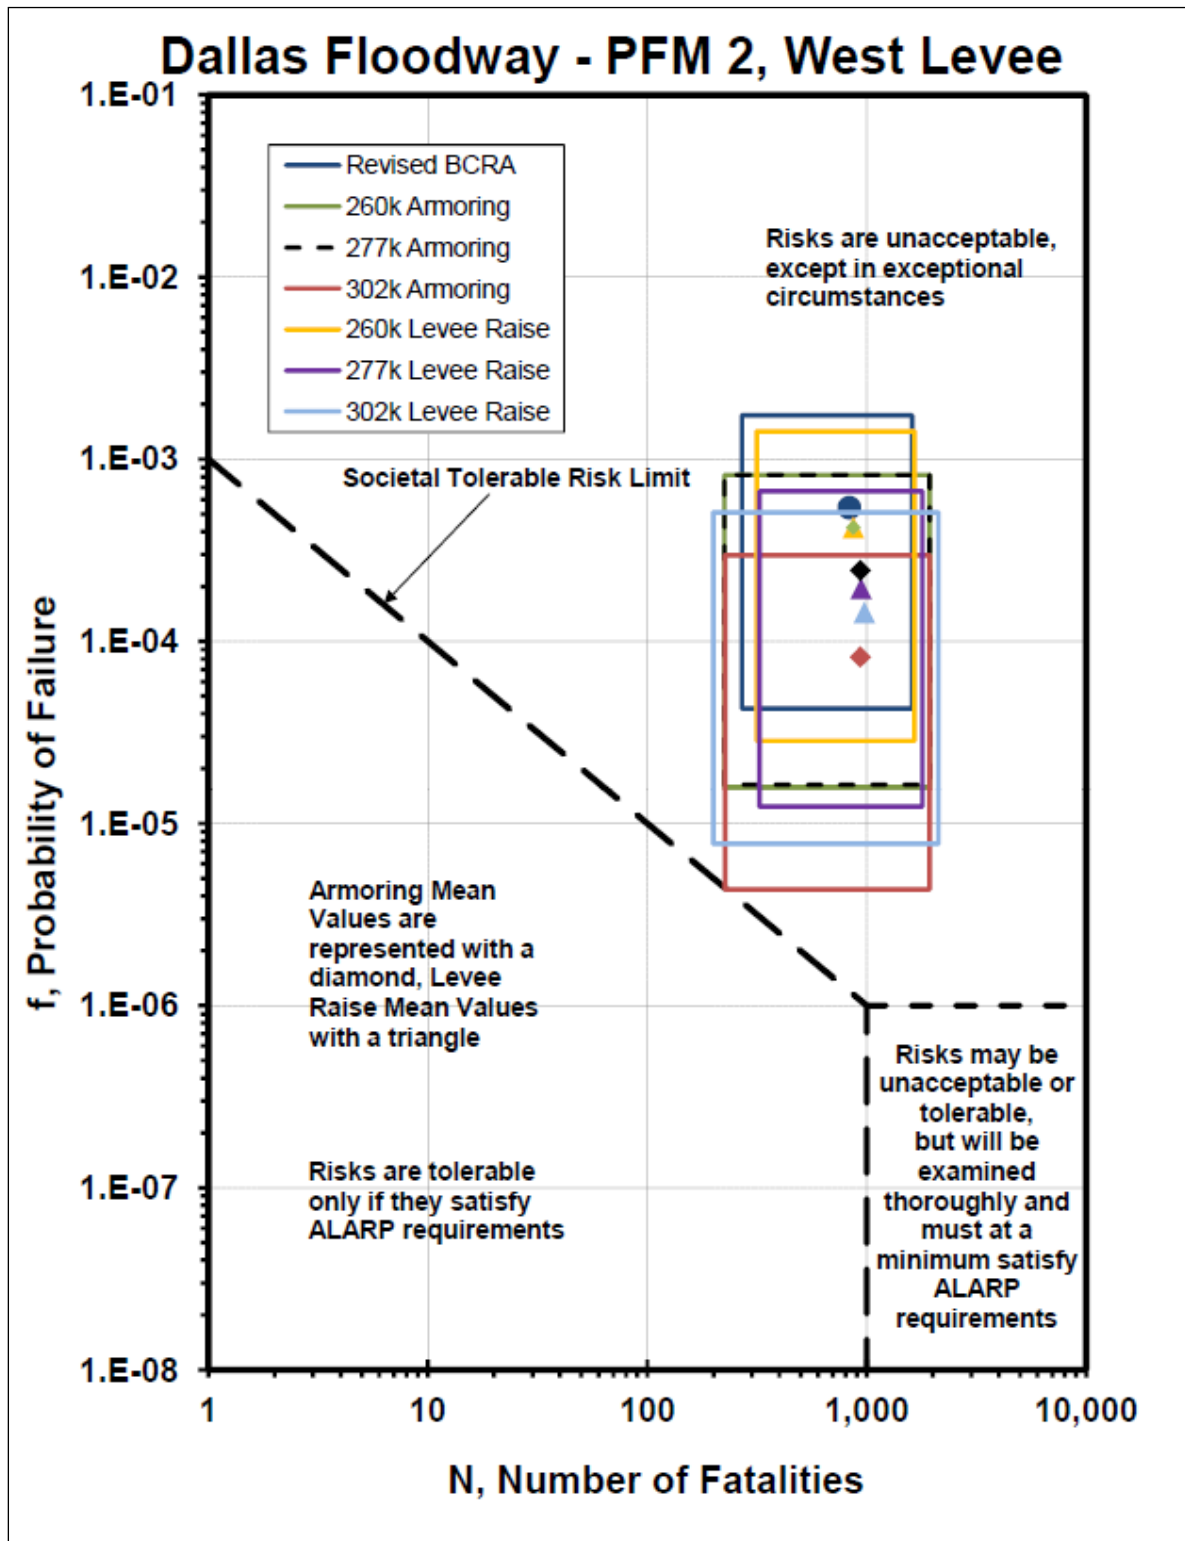 Dallas Floodway - PFM 2, West Levee
1.E-01
1.E-02
1.E-03
1.E-04
1.E-05
1.E-06
1.E-07
1.E-08
f, Probability of Failure
Revised BCRA
260k Armoring
277k Armoring
302k Armoring
260k Levee Raise
277k Levee Raise
302k Levee Raise
Risks are unacceptable,
except in exceptional
circumstances
Societal Tolerable Risk Limit
Armoring Mean
Values are
represented with a
diamond, Levee
Raise Mean Values
with a triangle
Risks are tolerable
only if they satisfy
ALARP requirements
Risks may be
unacceptable or
tolerable,
but will be
examined
thoroughly and
must at a
minimum satisfy
ALARP
requirements
1
10
100
1,000
10,000
N, Number of Fatalities